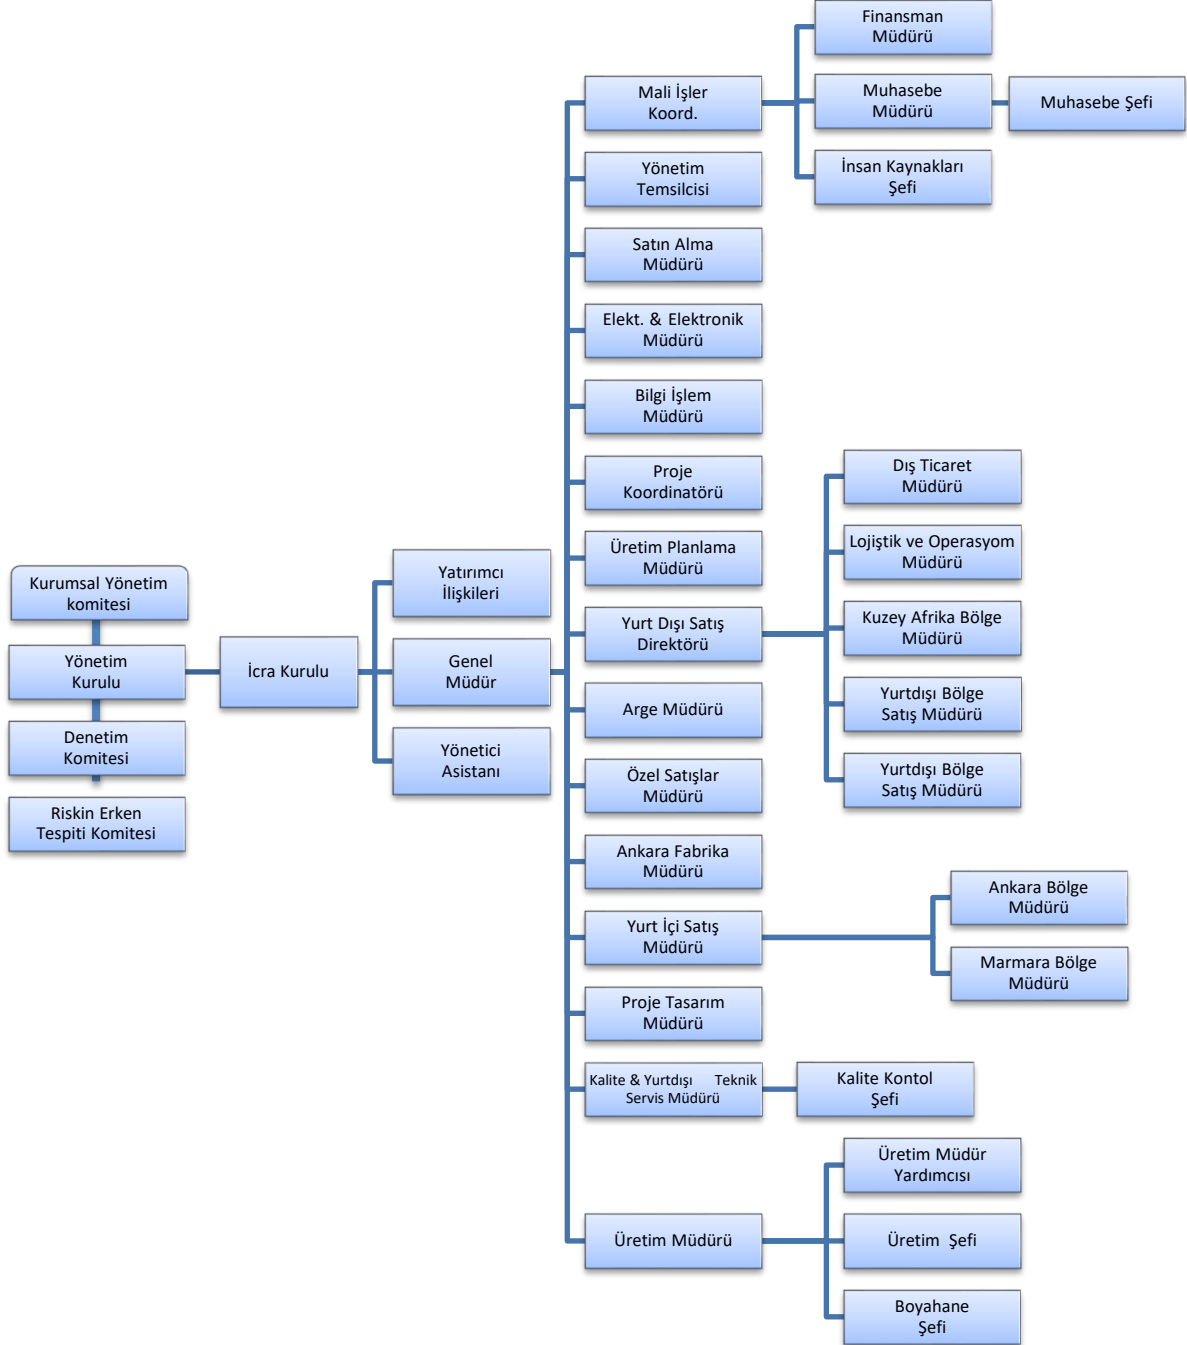 Finansman
Müdürü
Mali İşler
Koord.
Muhasebe
Müdürü
Muhasebe Şefi
İnsan Kaynakları
Şefi
Yönetim
Temsilcisi
Satın Alma
Müdürü
Elekt. & Elektronik
Müdürü
Bilgi İşlem
Müdürü
Proje
Koordinatörü
Üretim Planlama
Müdürü
Yurt Dışı Satış
Direktörü
Dış Ticaret
Müdürü
Lojiştik ve Operasyom
Müdürü
Kuzey Afrika Bölge
Müdürü
Yurtdışı Bölge
Satış Müdürü
Yurtdışı Bölge
Satış Müdürü
Kurumsal Yönetim
komitesi
Yönetim
Kurulu
Denetim
Komitesi
Riskin Erken
Tespiti Komitesi
İcra Kurulu
Yatırımcı
İlişkileri
Genel
Müdür
Yönetici
Asistanı
Arge Müdürü
Özel Satışlar
Müdürü
Ankara Fabrika
Müdürü
Yurt İçi Satış
Müdürü
Ankara Bölge
Müdürü
Marmara Bölge
Müdürü
Proje Tasarım
Müdürü
Kalite & Yurtdışı Teknik
Servis Müdürü
Kalite Kontol
Şefi
Üretim Müdürü
Üretim Müdür
Yardımcısı
Üretim Şefi
Boyahane
Şefi